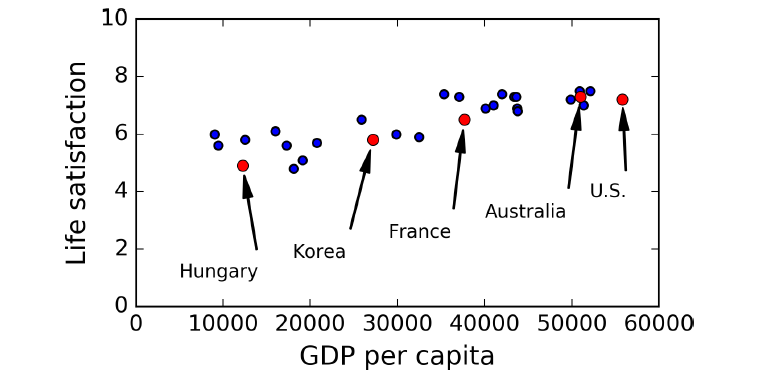 10
8
6
4
2
0
Life satisfaction
Hungary
Korea
France
Australia
U.S.
0 10000 20000 30000 40000 50000 60000
GDP per capita